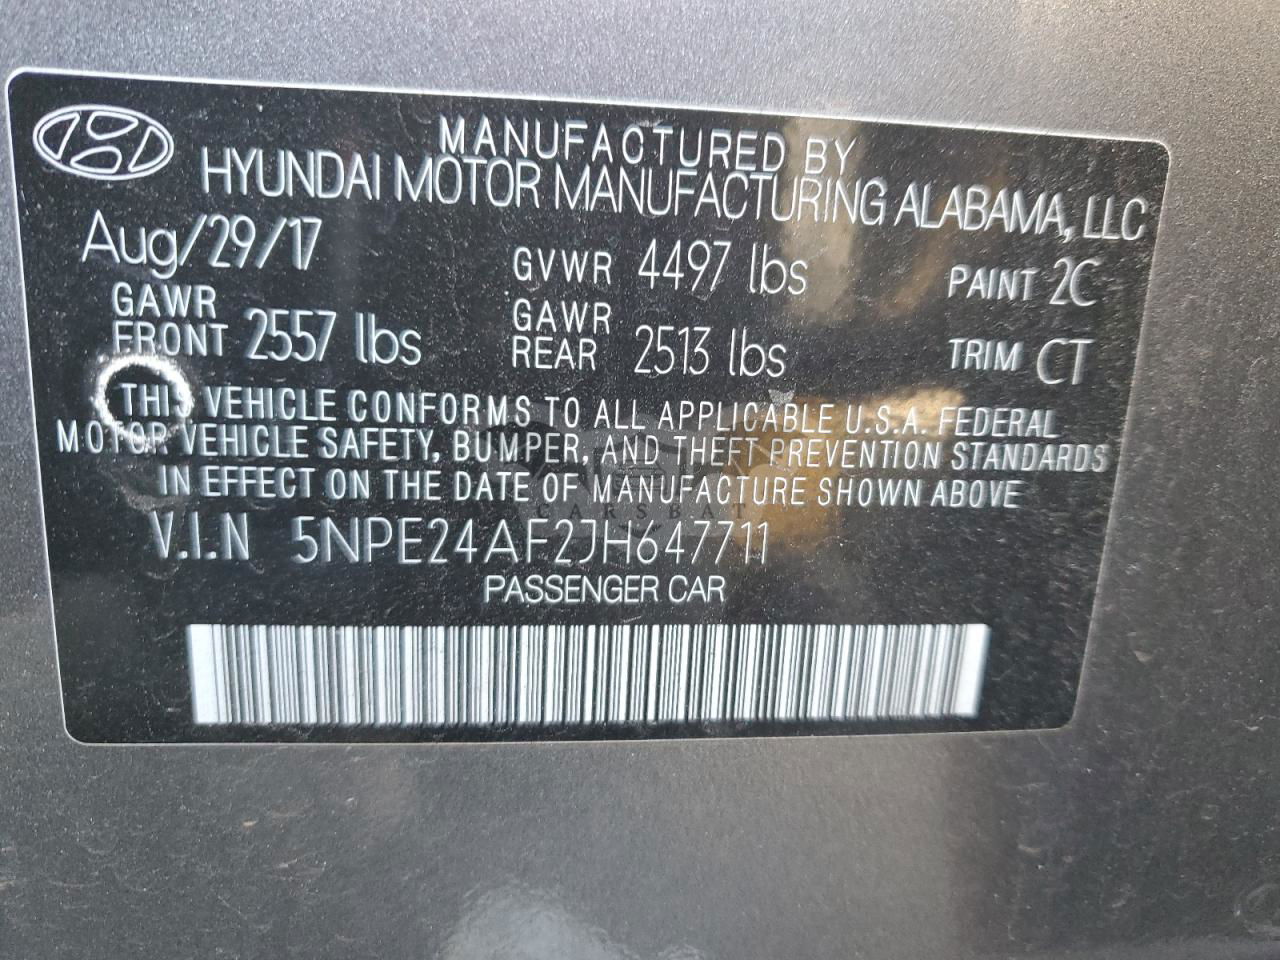 MANUFACTURED BY
HYUNDAI MOTOR MANUFACTURING ALABAMA, LLC
Aug/29/17 GVWR 4497 lbs PAINT 2C
GAWR FRONT 2557 lbs GAWR REAR 2513 lbs TRIM CT
THIS VEHICLE CONFORMS TO ALL APPLICABLE U.S.A. FEDERAL
MOTOR VEHICLE SAFETY, BUMPER, AND THEFT PREVENTION STANDARDS
IN EFFECT ON THE DATE OF MANUFACTURE SHOWN ABOVE
CARSBAT
V.I.N 5NPE24AF2JH647711
PASSENGER CAR